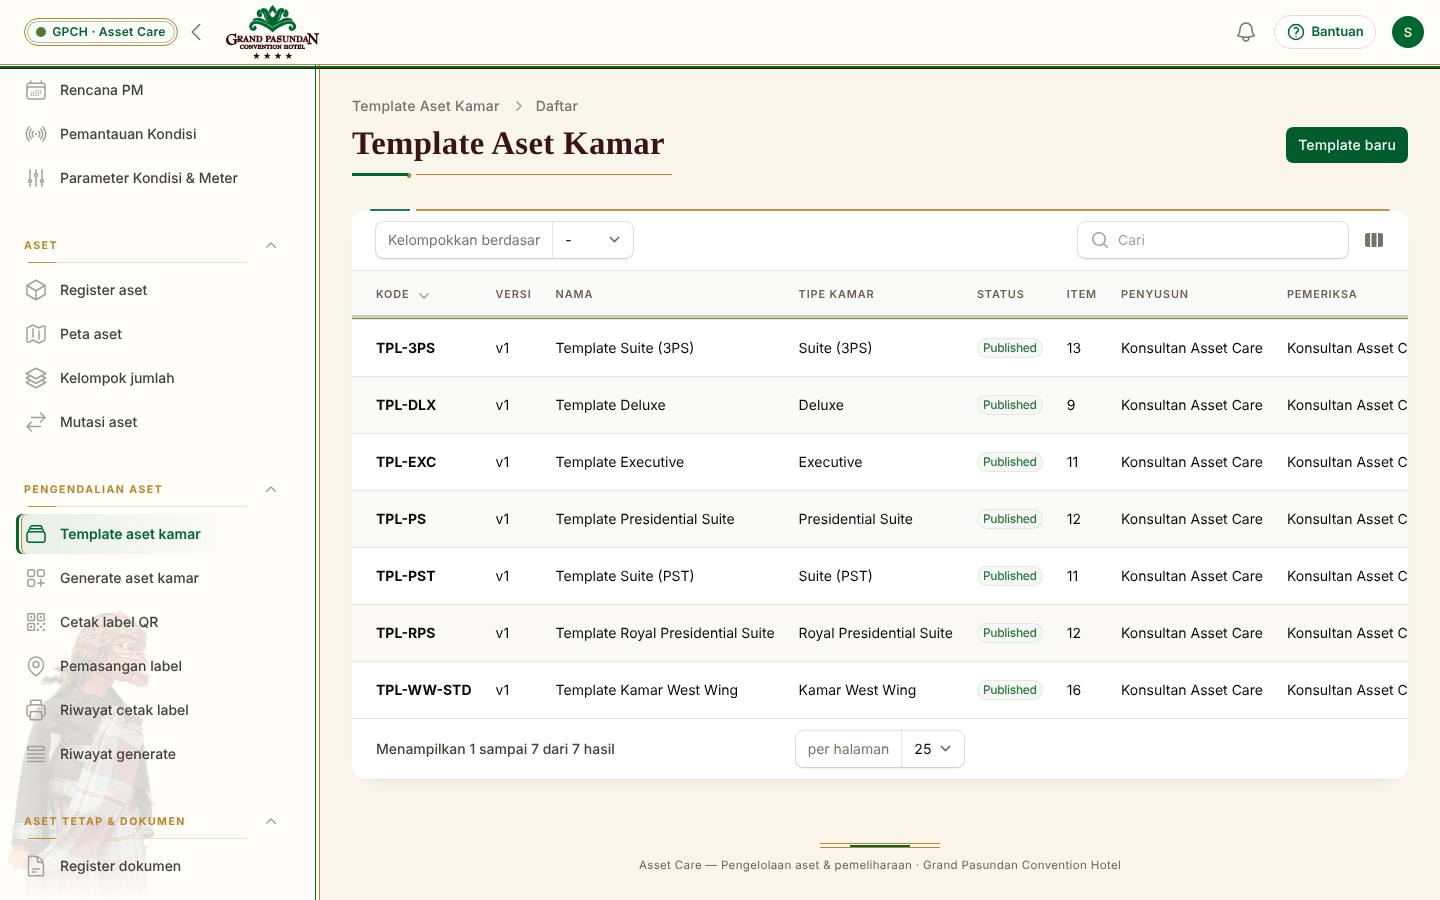 GPCH · Asset Care
GRAND PASUNDAN
CONVENTION HOTEL
Bantuan
S
Rencana PM
Pemantauan Kondisi
Parameter Kondisi & Meter
ASET
Register aset
Peta aset
Kelompok jumlah
Mutasi aset
PENGENDALIAN ASET
Template aset kamar
Generate aset kamar
Cetak label QR
Pemasangan label
Riwayat cetak label
Riwayat generate
ASET TETAP & DOKUMEN
Register dokumen
Template Aset Kamar > Daftar
Template Aset Kamar
Template baru
Kelompokkan berdasar -
Cari
KODE VERSI NAMA TIPE KAMAR STATUS ITEM PENYUSUN PEMERIKSA
TPL-3PS v1 Template Suite (3PS) Suite (3PS) Published 13 Konsultan Asset Care Konsultan Asset C
TPL-DLX v1 Template Deluxe Deluxe Published 9 Konsultan Asset Care Konsultan Asset C
TPL-EXC v1 Template Executive Executive Published 11 Konsultan Asset Care Konsultan Asset C
TPL-PS v1 Template Presidential Suite Presidential Suite Published 12 Konsultan Asset Care Konsultan Asset C
TPL-PST v1 Template Suite (PST) Suite (PST) Published 11 Konsultan Asset Care Konsultan Asset C
TPL-RPS v1 Template Royal Presidential Suite Royal Presidential Suite Published 12 Konsultan Asset Care Konsultan Asset C
TPL-WW-STD v1 Template Kamar West Wing Kamar West Wing Published 16 Konsultan Asset Care Konsultan Asset C
Menampilkan 1 sampai 7 dari 7 hasil
per halaman 25
Asset Care — Pengelolaan aset & pemeliharaan · Grand Pasundan Convention Hotel